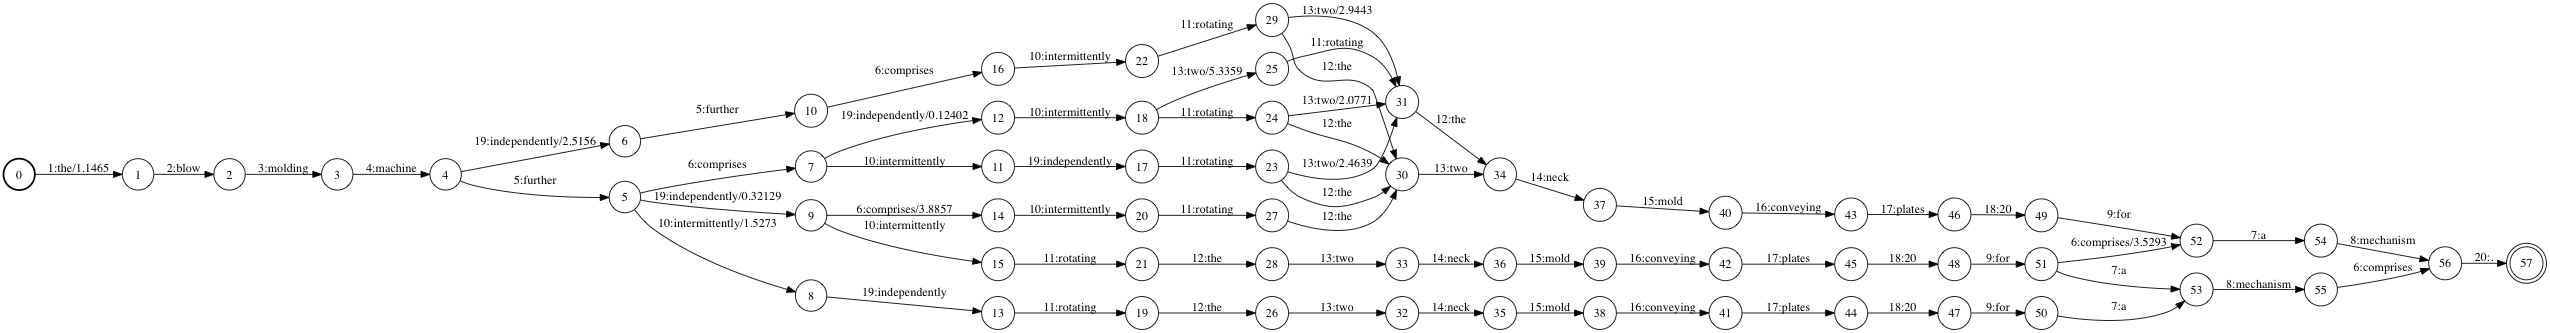 29
13:two/2.9443
11:rotating
11:rotating
6:comprises
10:intermittently
16
22
13:two/5.3359
25
12:the
5:further
10
19:independently/0.12402
12
10:intermittently
18
11:rotating
24
13:two/2.0771
31
12:the
12:the
19:independently/2.5156
6
6:comprises
7
10:intermittently
11
19:independently
17
11:rotating
23
13:two/2.4639
0
1:the/1.1465
1
2:blow
2
3:molding
3
4:machine
4
5:further
5
12:the
30
13:two
34
14:neck
37
15:mold
40
16:conveying
43
17:plates
46
18:20
49
9:for
19:independently/0.32129
9
6:comprises/3.8857
14
10:intermittently
20
11:rotating
27
12:the
10:intermittently/1.5273
10:intermittently
15
11:rotating
21
12:the
28
13:two
33
14:neck
36
15:mold
39
16:conveying
42
17:plates
45
18:20
48
9:for
51
6:comprises/3.5293
52
7:a
54
8:mechanism
56
20:.
57
7:a
53
8:mechanism
55
6:comprises
8
19:independently
13
11:rotating
19
12:the
26
13:two
32
14:neck
35
15:mold
38
16:conveying
41
17:plates
44
18:20
47
9:for
50
7:a